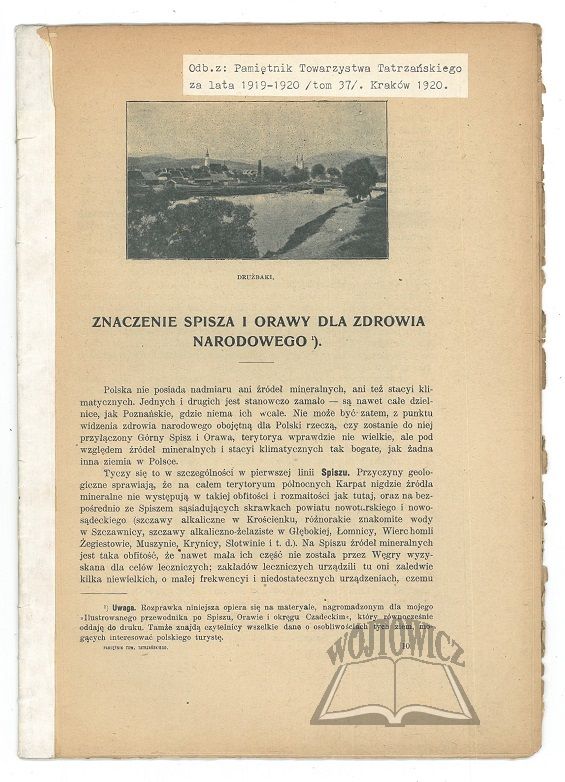 Odb.z: Pamiętnik Towarzystwa Tatrzańskiego
za lata 1919-1920 /tom 37/. Kraków 1920.
DRUŻBAKI.
ZNACZENIE SPISZA I ORAWY DLA ZDROWIA
NARODOWEGO ¹).
Polska nie posiada nadmiaru ani źródeł mineralnych, ani też stacyi kli-
matycznych. Jednych i drugich jest stanowczo zamało — są nawet całe dziel-
nice, jak Poznańskie, gdzie niema ich wcale. Nie może być zatem, z punktu
widzenia zdrowia narodowego obojętną dla Polski rzeczą, czy zostanie do niej
przyłączony Górny Spisz i Orawa, terytorya wprawdzie nie wielkie, ale pod
względem źródeł mineralnych i stacyi klimatycznych tak bogate, jak żadna
inna ziemia w Polsce.
Tyczy się to w szczególności w pierwszej linii Spiszu. Przyczyny geolo-
giczne sprawiają, że na całem terytoryum północnych Karpat nigdzie źródła
mineralne nie występują w takiej obfitości i rozmaitości jak tutaj, oraz na bez-
pośrednio ze Spiszem sąsiadujących skrawkach powiatu nowotarskiego i nowo-
sądeckiego (szczawy alkaliczne w Krościenku, różnorakie znakomite wody
w Szczawnicy, szczawy alkaliczno-żelaziste w Głębokiej, Łomnicy, Wierchomli
Żegiestowie, Muszynie, Krynicy, Słotwinie i t. d.). Na Spiszu źródeł mineralnych
jest taka obfitość, że nawet mała ich część nie została przez Węgry wyzy-
skana dla celów leczniczych; zakładów leczniczych urządzili tu oni zaledwie
kilka niewielkich, o małej frekwencyi i niedostatecznych urządzeniach, czemu
¹) Uwaga. Rozprawka niniejsza opiera się na materyale, nagromadzonym dla mojego
»Ilustrowanego przewodnika po Spiszu, Orawie i okręgu Czadeckim«, który równocześnie
oddaję do druku. Tamże znajdą czytelnicy wszelkie dane o osobliwościach tych ziem, mo-
gących interesować polskiego turystę.
PAMIĘTNIK TOW. TATRZAŃSKIEGO.
10
WÓJTOWICZ